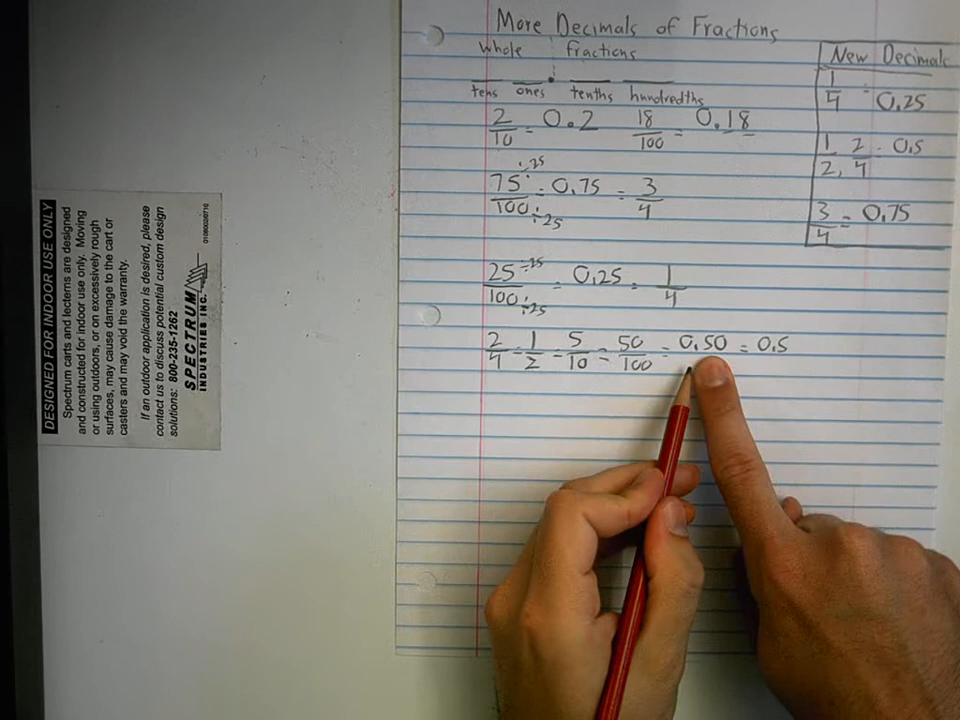 More Decimals of Fractions
whole fractions
tens ones . tenths hundredths
2/10 = 0.2 18/100 = 0.18
75/100 ÷25 ÷25 = 0.75 = 3/4
25/100 ÷25 ÷25 = 0.25 = 1/4
2/4 = 1/2 = 5/10 = 50/100 = 0.50 = 0.5
New Decimals
1/4 = 0.25
1/2, 2/4 = 0.5
3/4 = 0.75
DESIGNED FOR INDOOR USE ONLY
Spectrum carts and lecterns are designed
and constructed for indoor use only. Moving
or using outdoors, or on excessively rough
surfaces, may cause damage to the cart or
casters and may void the warranty.
If an outdoor application is desired, please
contact us to discuss potential custom design
solutions: 800-235-1262
SPECTRUM
INDUSTRIES INC.